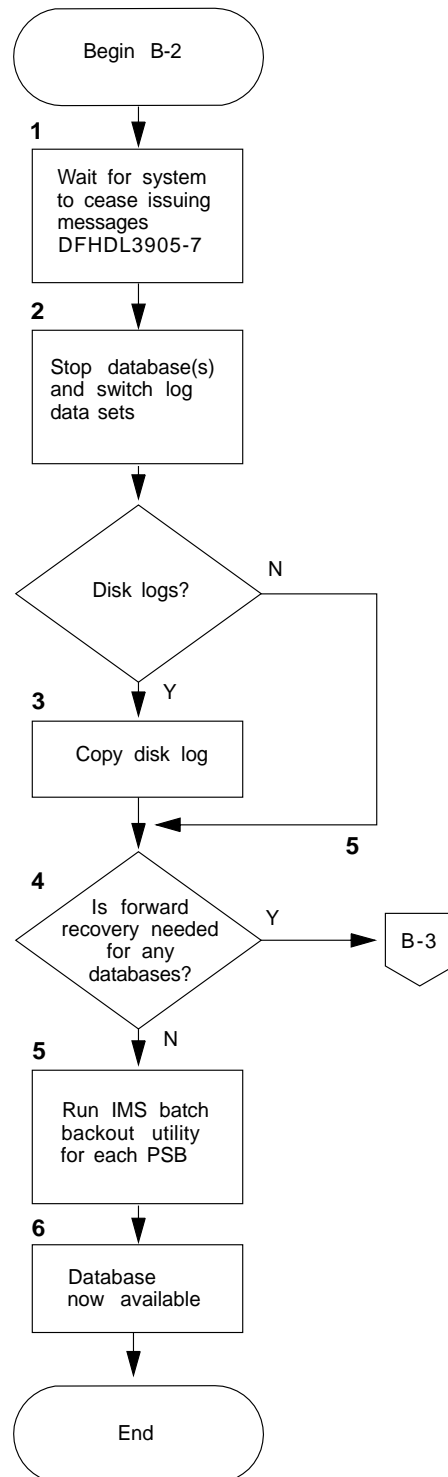 Begin B-2
1
Wait for system
to cease issuing
messages
DFHDL3905-7
2
Stop database(s)
and switch log
data sets
Disk logs?
N
Y
3
Copy disk log
5
4
Is forward
recovery needed
for any
databases?
Y
B-3
N
5
Run IMS batch
backout utility
for each PSB
6
Database
now available
End